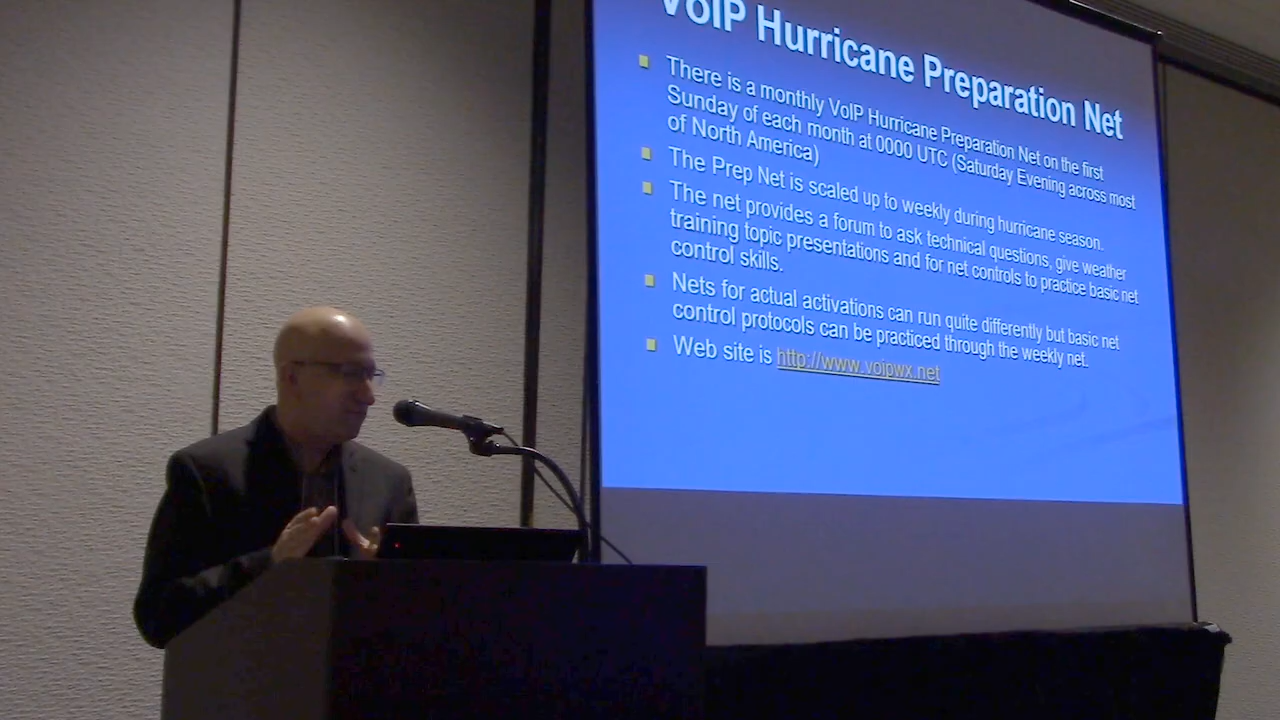 VoIP Hurricane Preparation Net
There is a monthly VoIP Hurricane Preparation Net on the first
Sunday of each month at 0000 UTC (Saturday Evening across most
of North America)
The Prep Net is scaled up to weekly during hurricane season.
The net provides a forum to ask technical questions, give weather
training topic presentations and for net controls to practice basic net
control skills.
Nets for actual activations can run quite differently but basic net
control protocols can be practiced through the weekly net.
Web site is http://www.voipwx.net